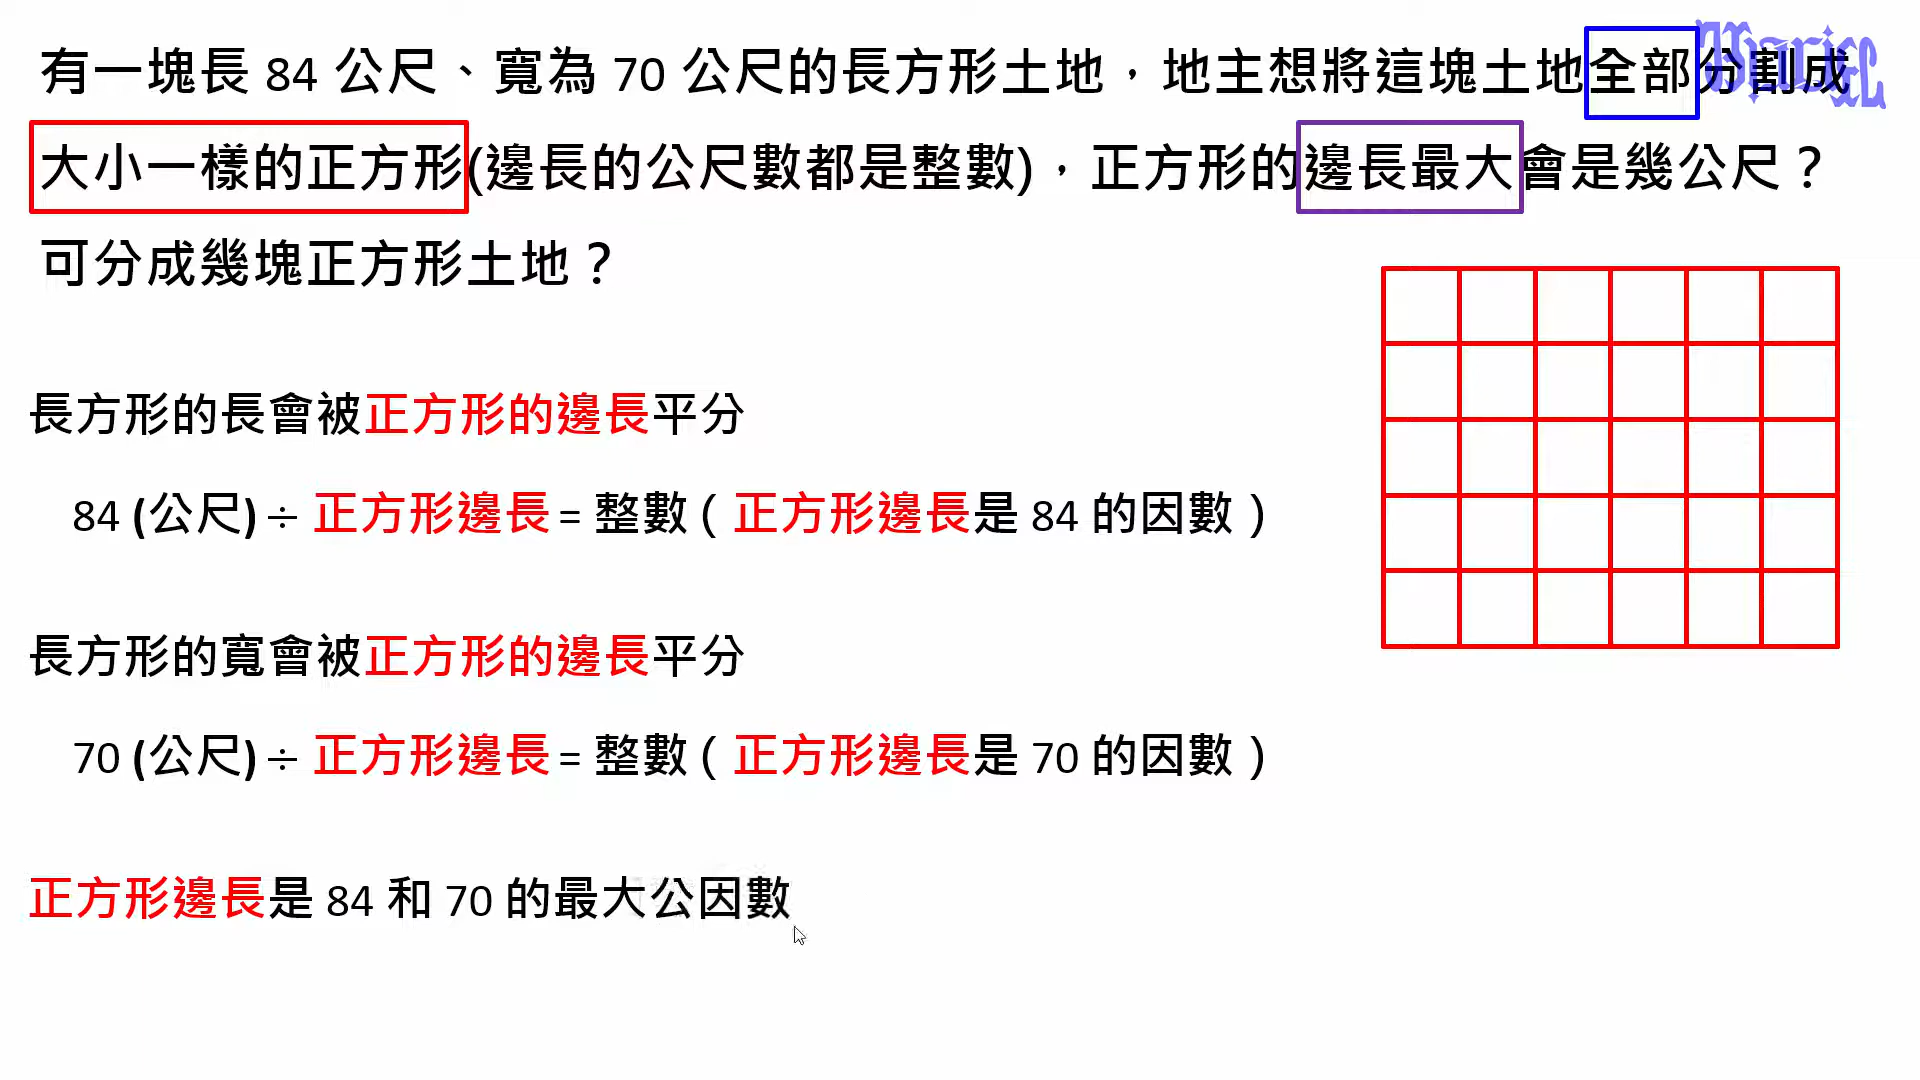 有一塊長 84 公尺、寬為 70 公尺的長方形土地，地主想將這塊土地全部分割成
大小一樣的正方形(邊長的公尺數都是整數)，正方形的邊長最大會是幾公尺？
可分成幾塊正方形土地？
長方形的長會被正方形的邊長平分
84 (公尺) ÷ 正方形邊長 = 整數 ( 正方形邊長是 84 的因數 )
長方形的寬會被正方形的邊長平分
70 (公尺) ÷ 正方形邊長 = 整數 ( 正方形邊長是 70 的因數 )
正方形邊長是 84 和 70 的最大公因數